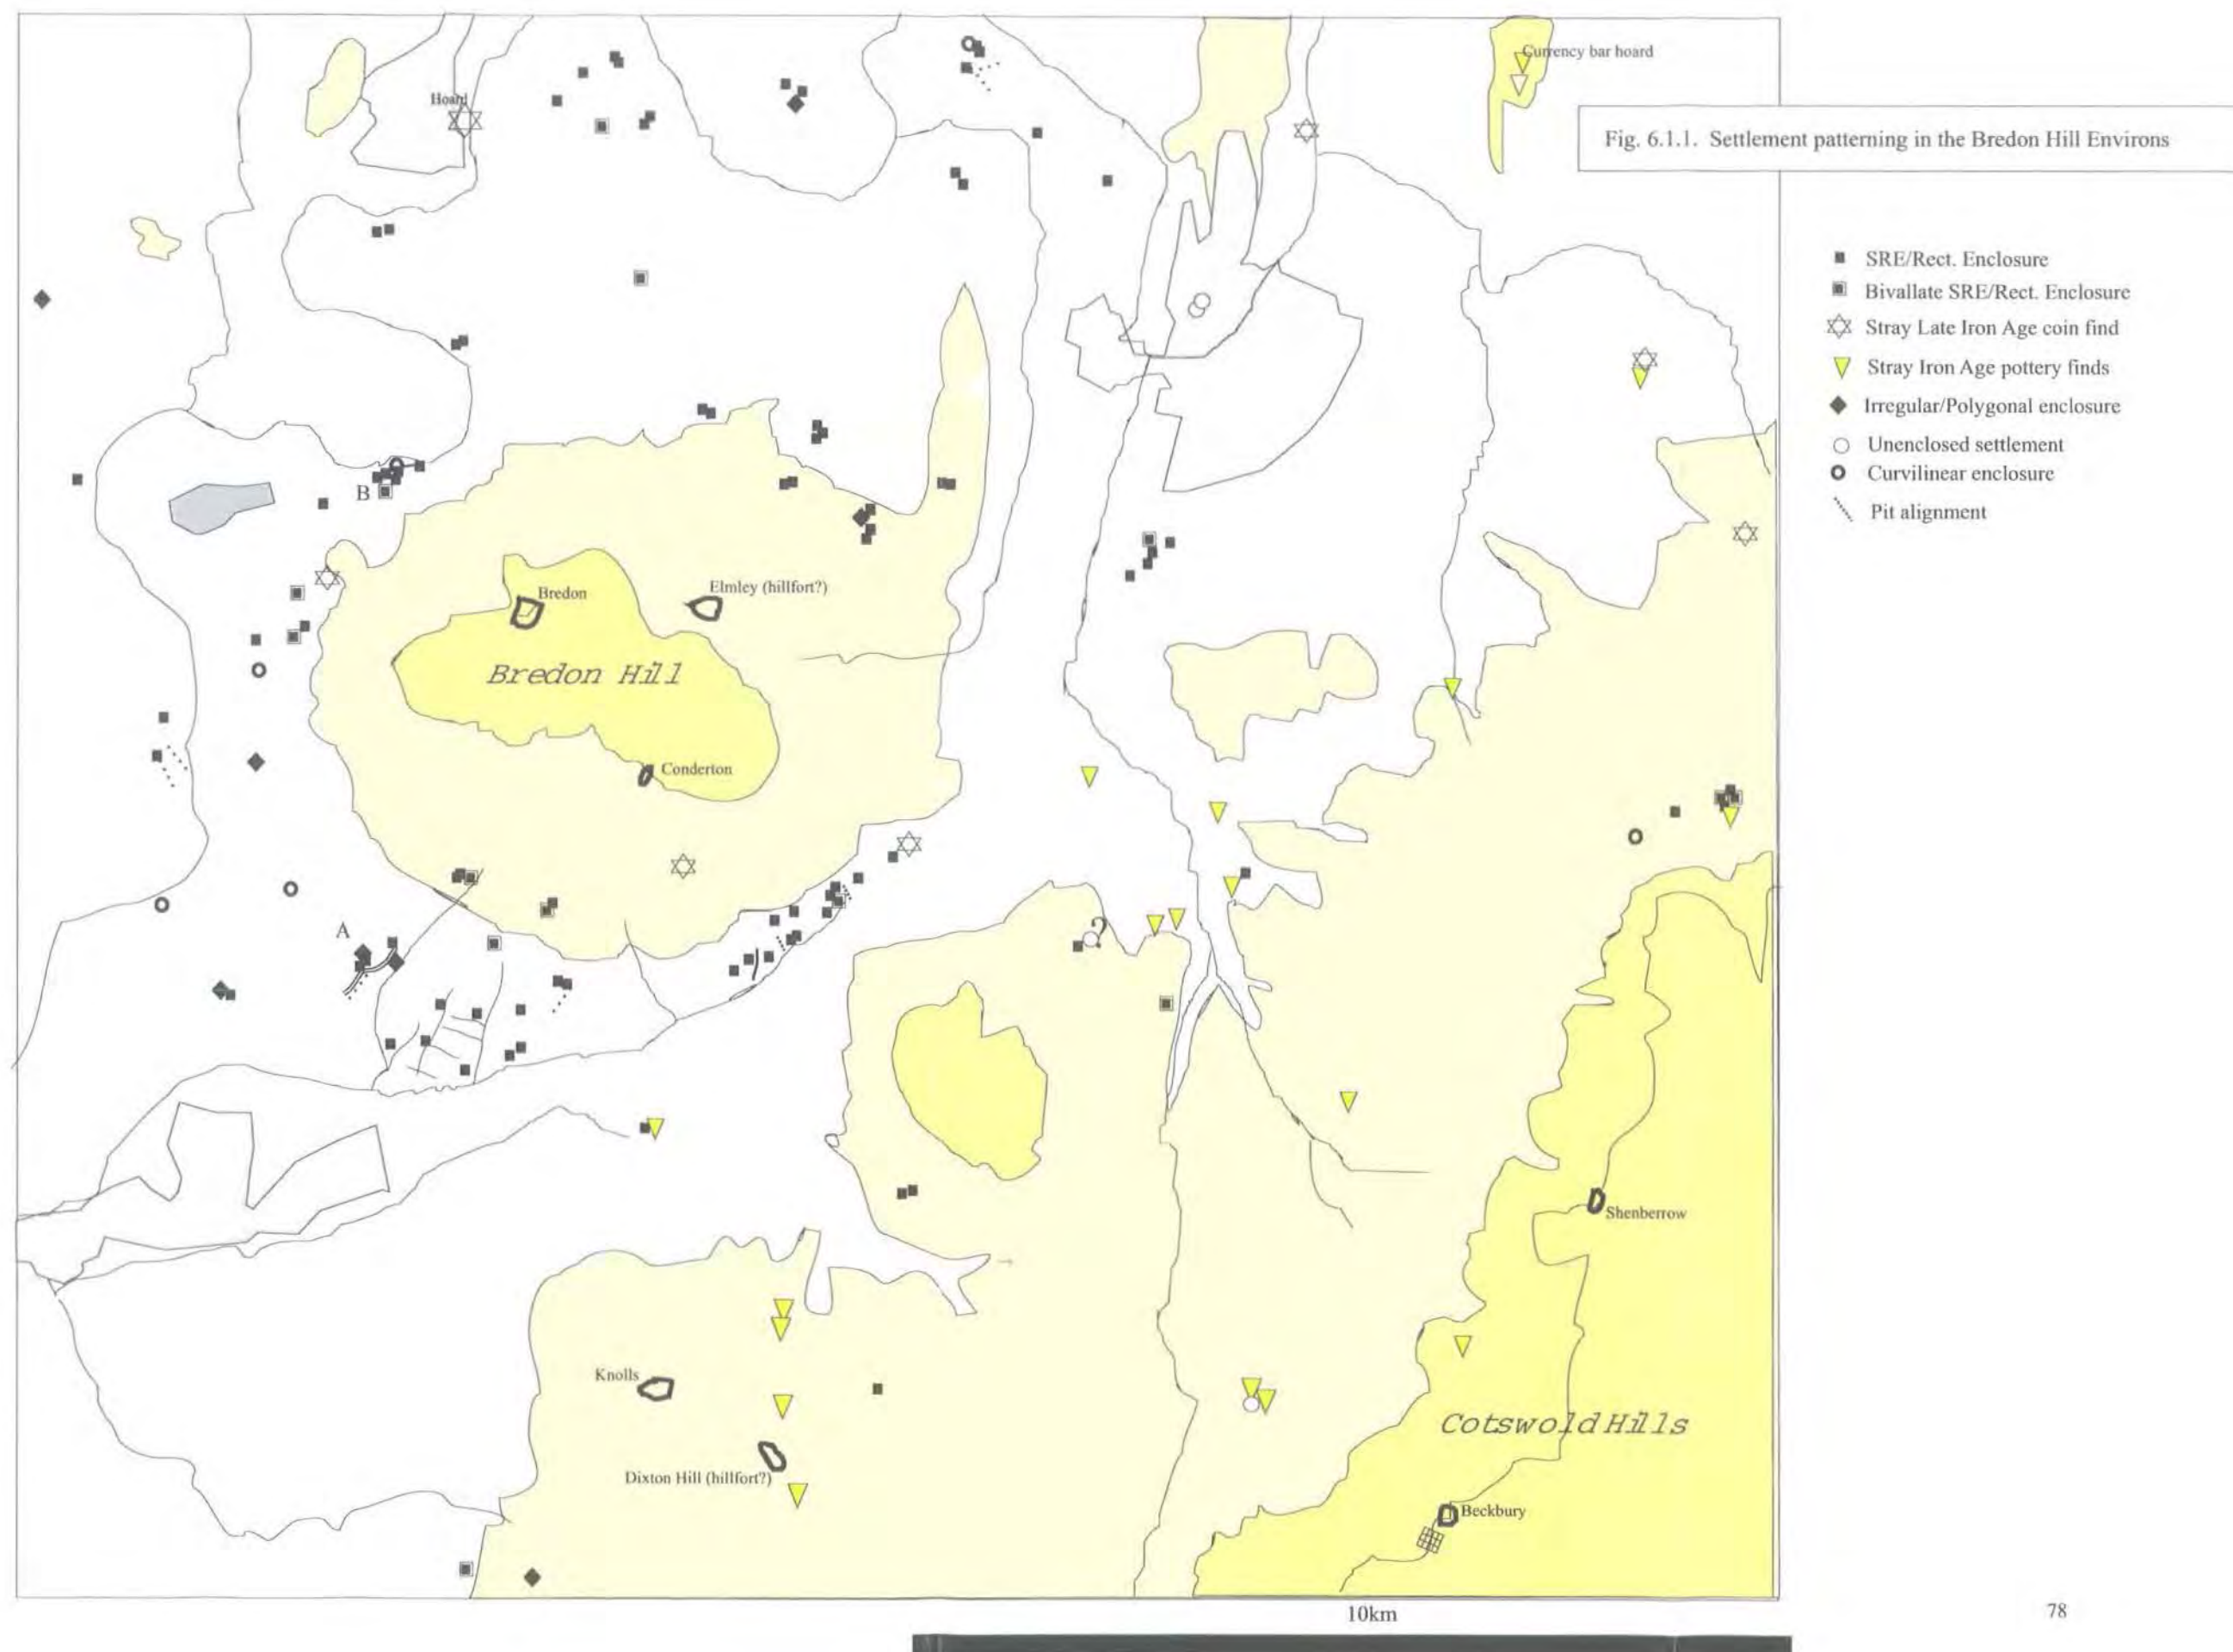 Currency bar hoard
Hoard
Fig. 6.1.1. Settlement patterning in the Bredon Hill Environs
SRE/Rect. Enclosure
Bivallate SRE/Rect. Enclosure
Stray Late Iron Age coin find
Stray Iron Age pottery finds
Irregular/Polygonal enclosure
Unenclosed settlement
Curvilinear enclosure
Pit alignment
B
Bredon
Elmley (hillfort?)
Bredon Hill
Conderton
A
?
Shenberrow
Knolls
Cotswold Hills
Dixton Hill (hillfort?)
Beckbury
10km
78